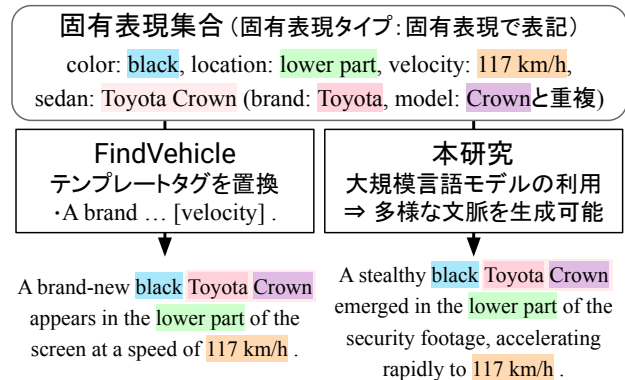 固有表現集合（固有表現タイプ：固有表現で表記）
color: black, location: lower part, velocity: 117 km/h,
sedan: Toyota Crown (brand: Toyota, model: Crownと重複)
FindVehicle
テンプレートタグを置換
・A brand … [velocity] .
本研究
大規模言語モデルの利用
⇒ 多様な文脈を生成可能
A brand-new black Toyota Crown
appears in the lower part of the
screen at a speed of 117 km/h .
A stealthy black Toyota Crown
emerged in the lower part of the
security footage, accelerating
rapidly to 117 km/h .